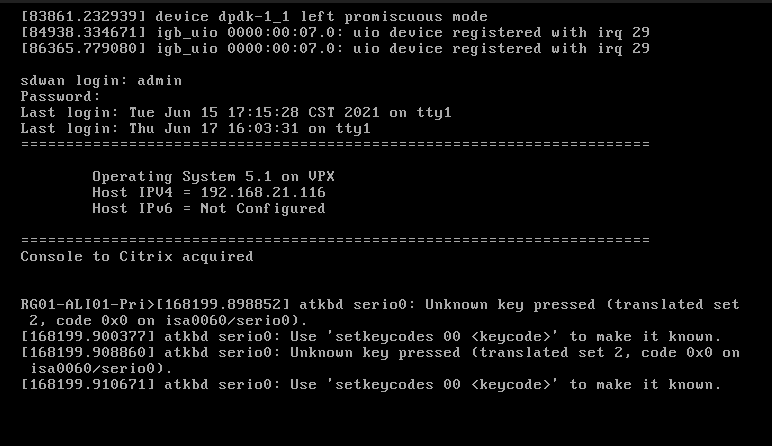 [83861.232939] device dpdk-1_1 left promiscuous mode
[84938.334671] igb_uio 0000:00:07.0: uio device registered with irq 29
[86365.779080] igb_uio 0000:00:07.0: uio device registered with irq 29
sdwan login: admin
Password:
Last login: Tue Jun 15 17:15:28 CST 2021 on tty1
Last login: Thu Jun 17 16:03:31 on tty1
======================================================================
Operating System 5.1 on VPX
Host IPV4 = 192.168.21.116
Host IPv6 = Not Configured
======================================================================
Console to Citrix acquired
RG01-ALI01-Pri>[168199.898852] atkbd serio0: Unknown key pressed (translated set
2, code 0x0 on isa0060/serio0).
[168199.900377] atkbd serio0: Use 'setkeycodes 00 <keycode>' to make it known.
[168199.908860] atkbd serio0: Unknown key pressed (translated set 2, code 0x0 on
isa0060/serio0).
[168199.910671] atkbd serio0: Use 'setkeycodes 00 <keycode>' to make it known.